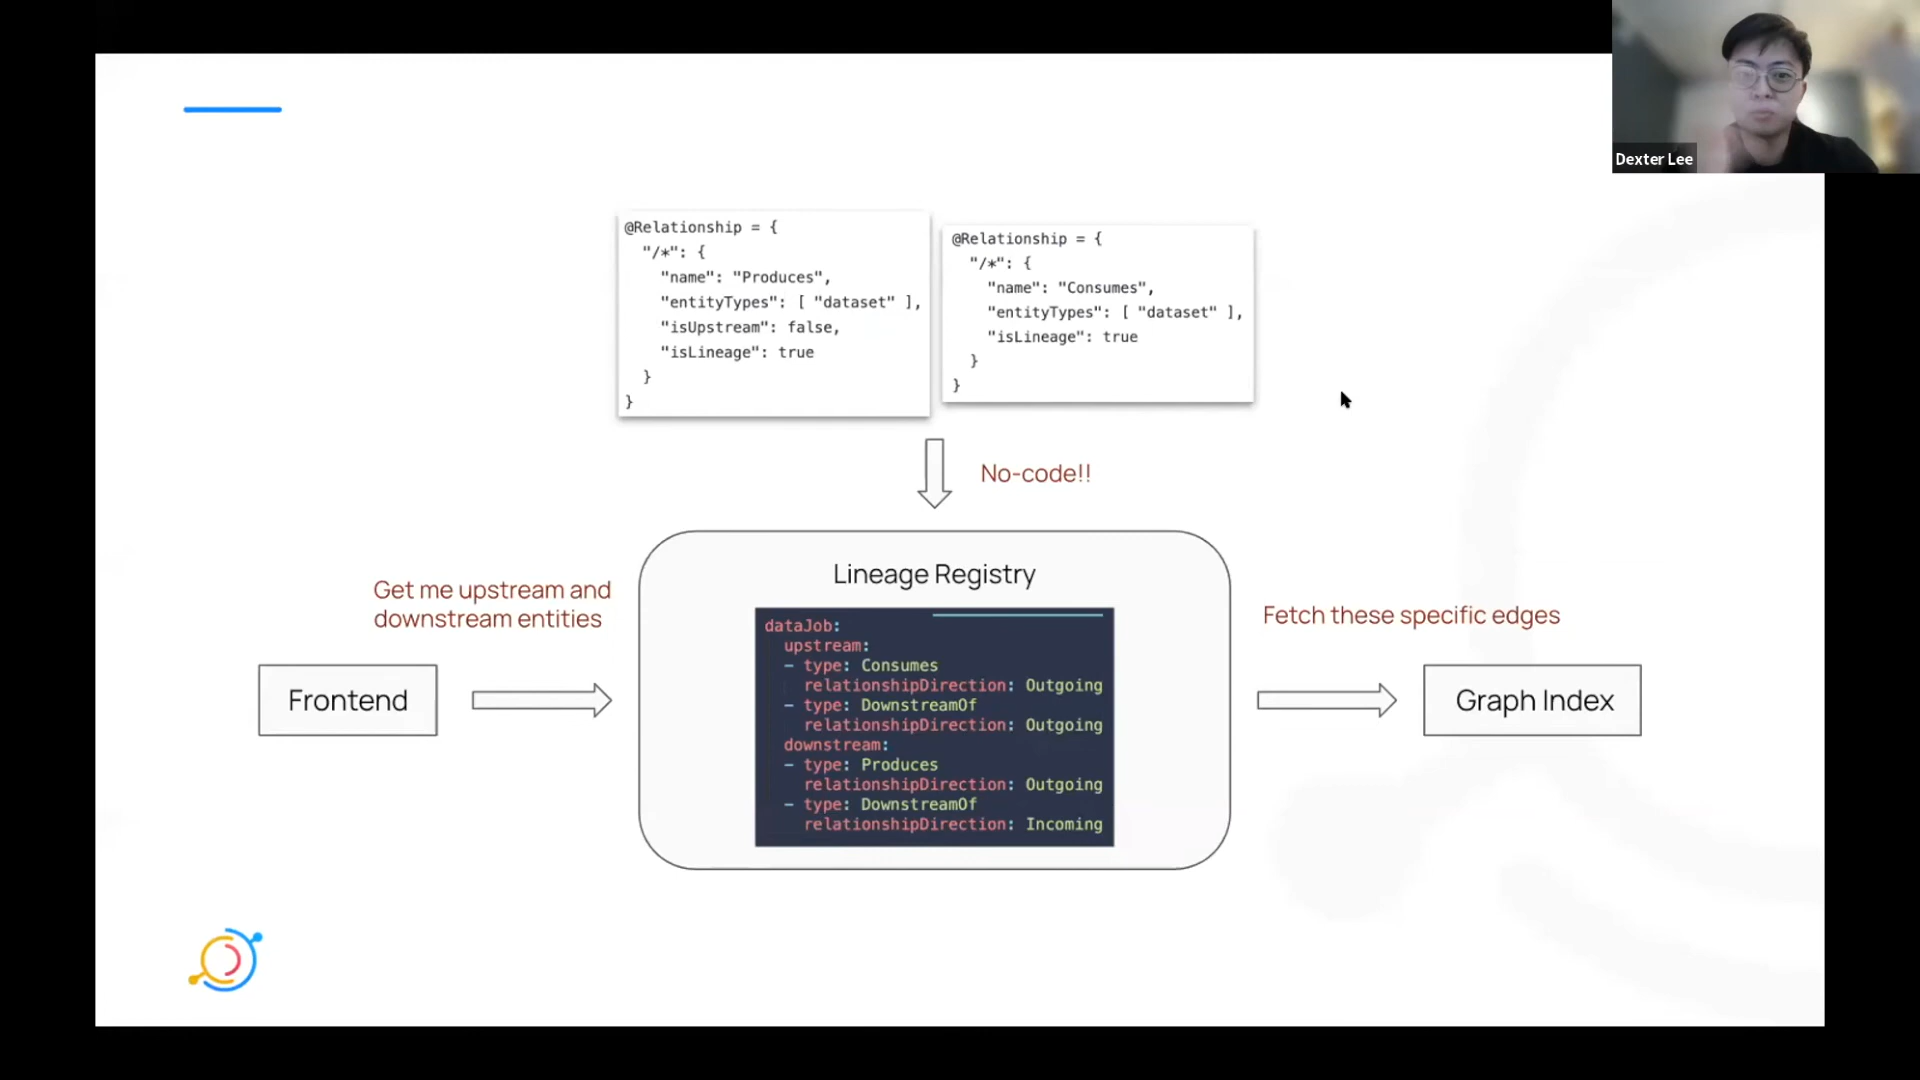 Dexter Lee
@Relationship = {
"/*": {
"name": "Produces",
"entityTypes": [ "dataset" ],
"isUpstream": false,
"isLineage": true
}
}
@Relationship = {
"/*": {
"name": "Consumes",
"entityTypes": [ "dataset" ],
"isLineage": true
}
}
No-code!!
Get me upstream and
downstream entities
Frontend
Lineage Registry
dataJob:
upstream:
- type: Consumes
relationshipDirection: Outgoing
- type: DownstreamOf
relationshipDirection: Outgoing
downstream:
- type: Produces
relationshipDirection: Outgoing
- type: DownstreamOf
relationshipDirection: Incoming
Fetch these specific edges
Graph Index